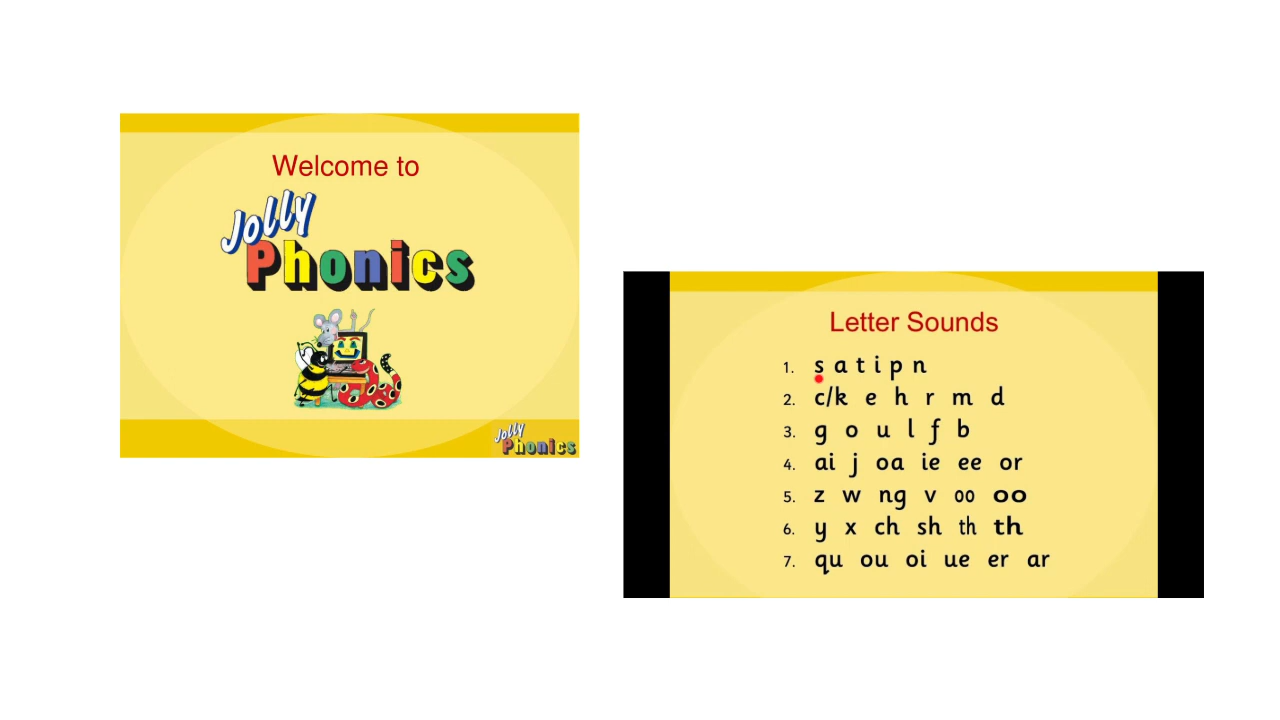 Welcome to
Jolly
Phonics
Jolly
Phonics
Letter Sounds
1. s a t i p n
2. c/k e h r m d
3. g o u l f b
4. ai j oa ie ee or
5. z w ng v oo oo
6. y x ch sh th th
7. qu ou oi ue er ar